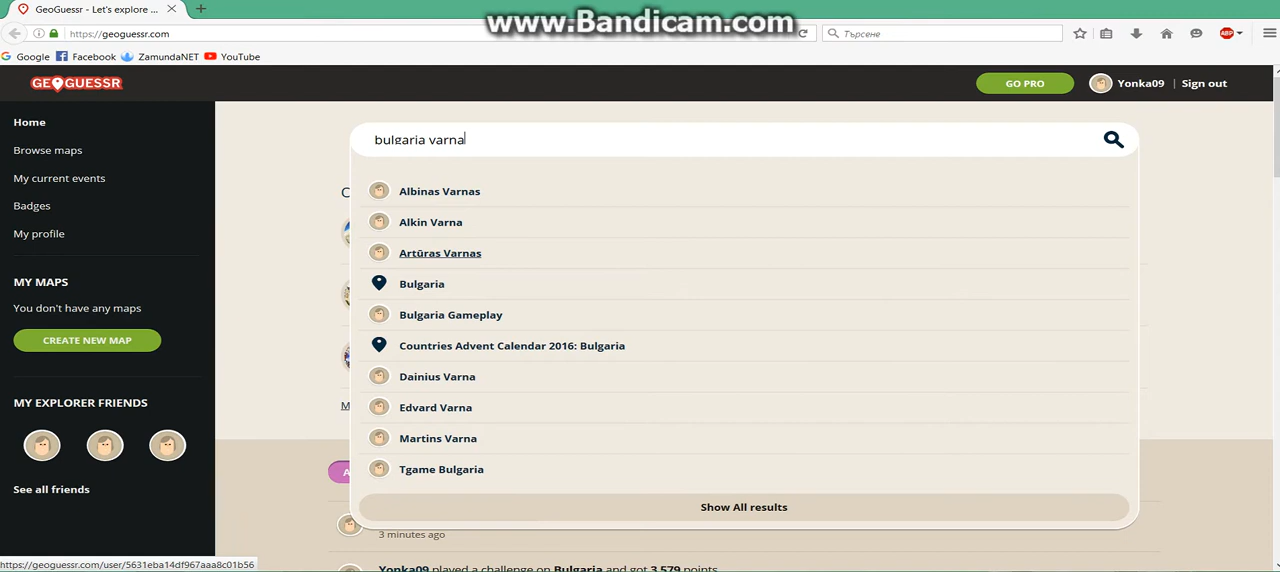 www.Bandicam.com
GeoGuessr - Let's explore ...
https://geoguessr.com
Търсене
ABP
Google Facebook ZamundaNET YouTube
GEOGUESSR
GO PRO
Yonka09 | Sign out
Home
Browse maps
My current events
Badges
My profile
MY MAPS
You don't have any maps
CREATE NEW MAP
MY EXPLORER FRIENDS
See all friends
bulgaria varna
Albinas Varnas
Alkin Varna
Artūras Varnas
Bulgaria
Bulgaria Gameplay
Countries Advent Calendar 2016: Bulgaria
Dainius Varna
Edvard Varna
Martins Varna
Tgame Bulgaria
Show All results
3 minutes ago
Yonka09 played a challenge on Bulgaria and got 3 579 points
https://geoguessr.com/user/5631eba14df967aaa8c01b56